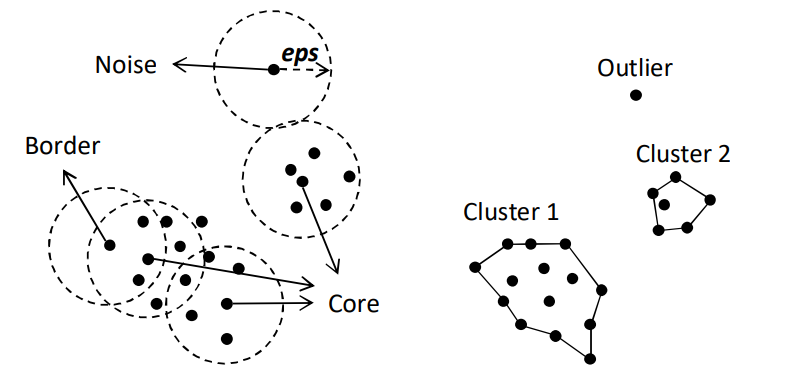 Noise
eps
Border
Core
Outlier
Cluster 2
Cluster 1